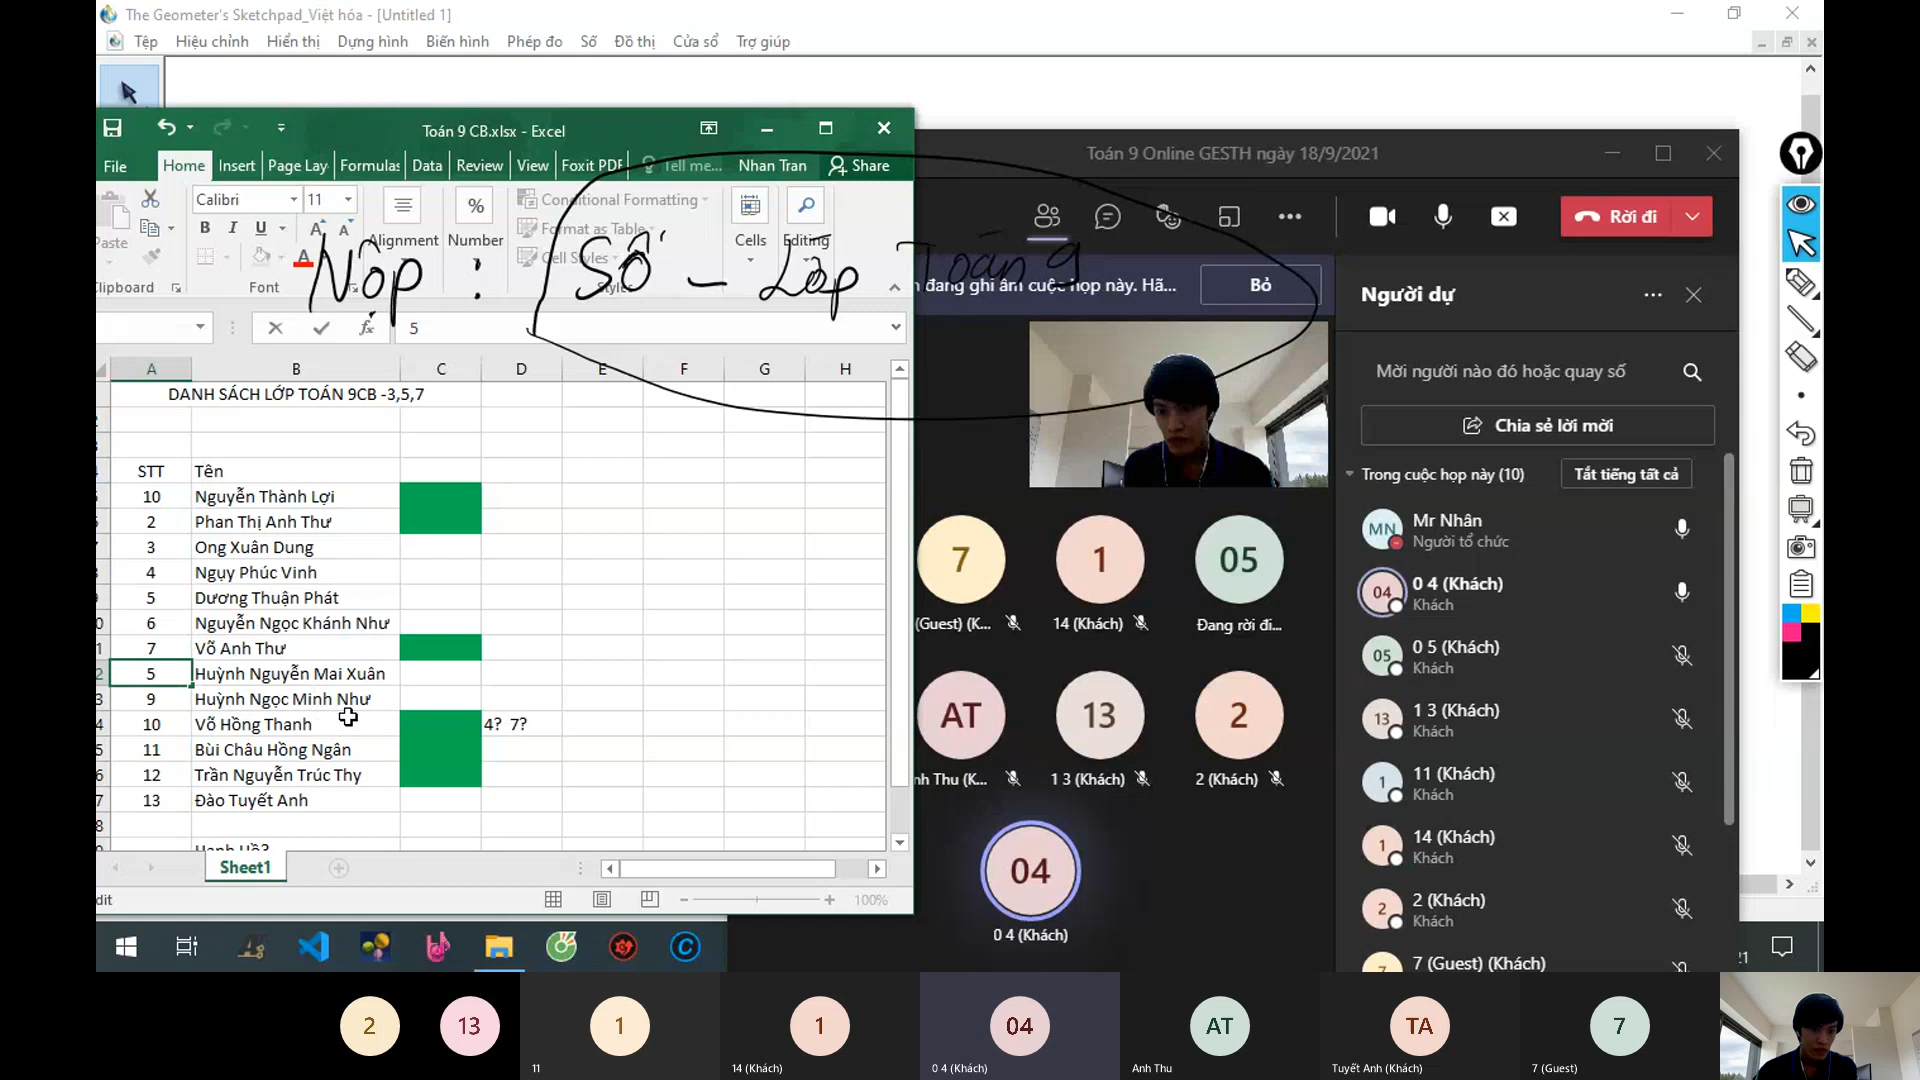 The Geometer's Sketchpad_Việt hóa - [Untitled 1]
Tệp Hiệu chỉnh Hiển thị Dựng hình Biến hình Phép đo Số Đồ thị Cửa sổ Trợ giúp
Toán 9 CB.xlsx - Excel
File Home Insert Page Lay Formulas Data Review View Foxit PDF Tell me... Nhan Tran Share
Calibri 11
Paste
B I U
Clipboard
Font
Alignment
%
Number
Conditional Formatting
Format as Table
Cell Styles
Styles
Cells
Editing
Nộp : Số - Lớp Toán 9
fx 5
A B C D E F G H
DANH SÁCH LỚP TOÁN 9CB -3,5,7
STT Tên
10 Nguyễn Thành Lợi
2 Phan Thị Anh Thư
3 Ong Xuân Dung
4 Ngụy Phúc Vinh
5 Dương Thuận Phát
6 Nguyễn Ngọc Khánh Như
7 Võ Anh Thư
5 Huỳnh Nguyễn Mai Xuân
9 Huỳnh Ngọc Minh Như
10 Võ Hồng Thanh 4? 7?
11 Bùi Châu Hồng Ngân
12 Trần Nguyễn Trúc Thy
13 Đào Tuyết Anh
Sheet1
100%
Toán 9 Online GESTH ngày 18/9/2021
Rời đi
đang ghi âm cuộc họp này. Hã...
Bỏ
7 1 05
(Guest) (K... 14 (Khách) Đang rời đi...
AT 13 2
nh Thu (K... 1 3 (Khách) 2 (Khách)
04
0 4 (Khách)
Người dự
Mời người nào đó hoặc quay số
Chia sẻ lời mời
Trong cuộc họp này (10) Tắt tiếng tất cả
MN Mr Nhân
Người tổ chức
04 0 4 (Khách)
Khách
05 0 5 (Khách)
Khách
13 1 3 (Khách)
Khách
1 11 (Khách)
Khách
1 14 (Khách)
Khách
2 2 (Khách)
Khách
7 7 (Guest) (Khách)
21
2 13 1 1 04 AT TA 7
11 14 (Khách) 0 4 (Khách) Anh Thu Tuyết Anh (Khách) 7 (Guest)